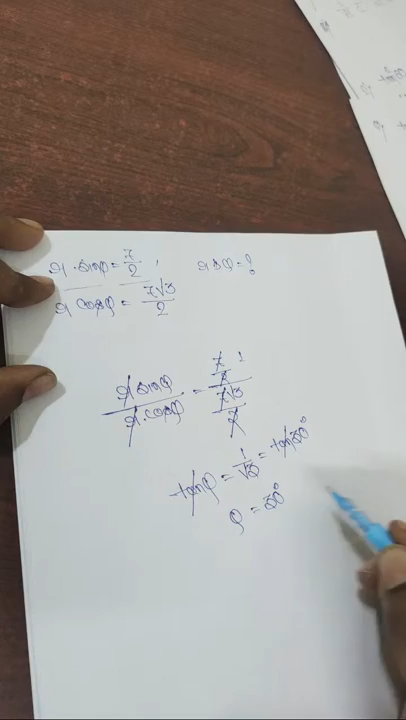 r . sinφ = 7/2 , r & φ = ?
r cosφ = 7√3/2
r sinφ / r . cosφ = 7/2 / 7√3/2 1
tanφ = 1/√3 = tan30°
φ = 30°